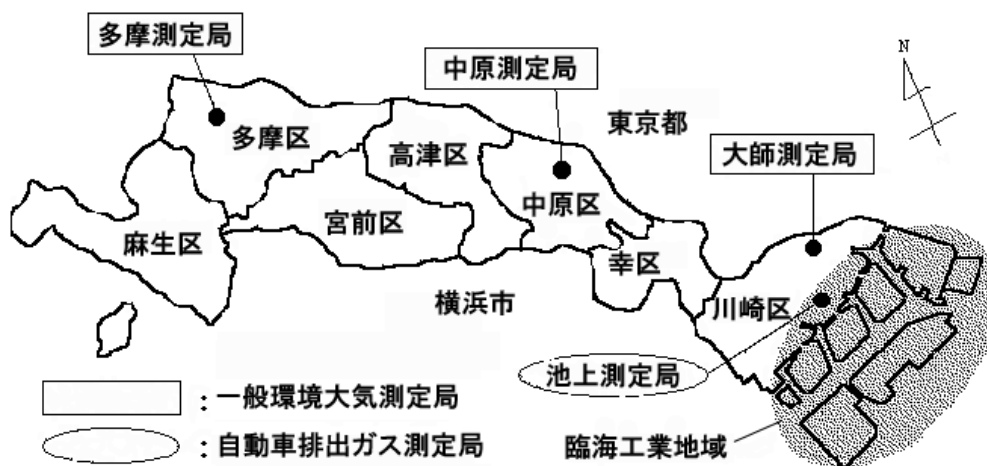 多摩測定局
中原測定局
N
東京都
大師測定局
多摩区
高津区
中原区
宮前区
麻生区
幸区
川崎区
横浜市
池上測定局
：一般環境大気測定局
：自動車排出ガス測定局
臨海工業地域